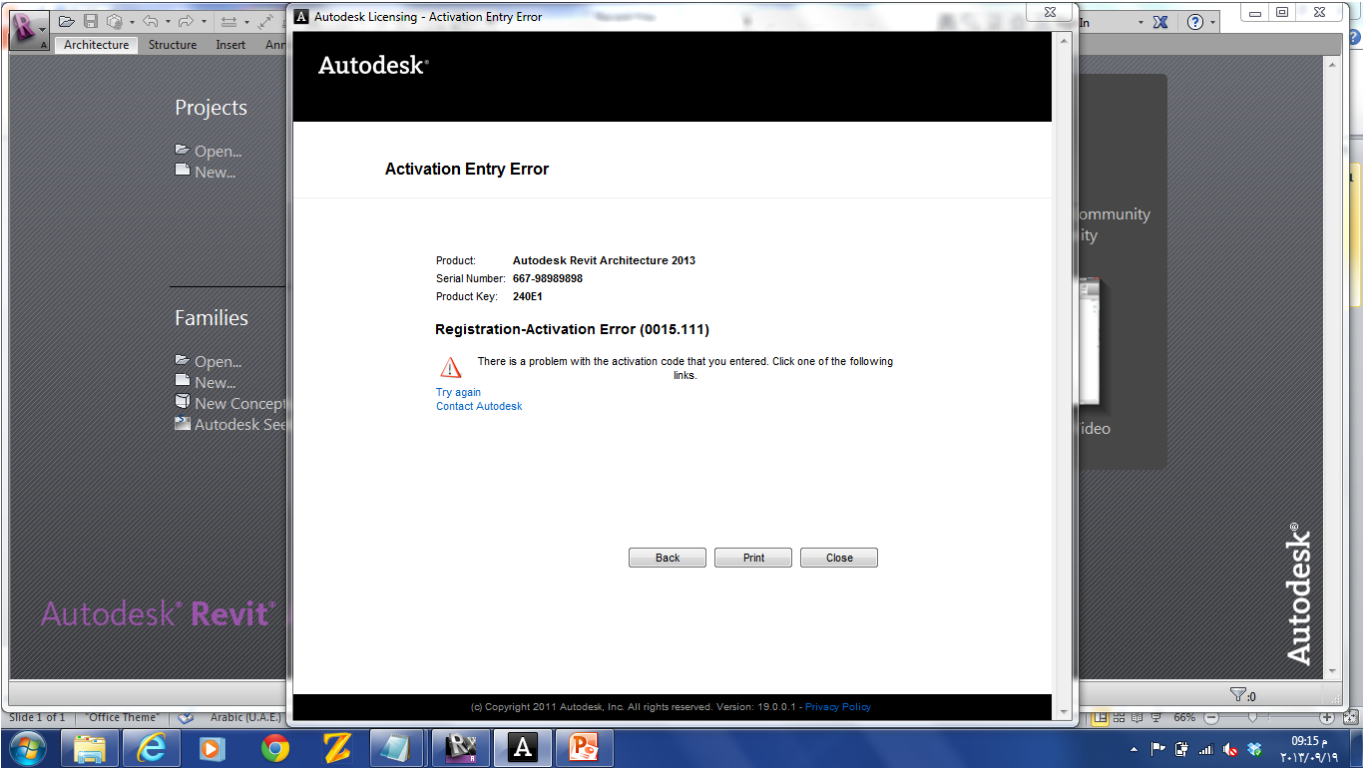 Autodesk Licensing - Activation Entry Error
In
Architecture Structure Insert
Autodesk®
Projects
Open...
New...
Activation Entry Error
ommunity
ity
Product: Autodesk Revit Architecture 2013
Serial Number: 667-98989898
Product Key: 240E1
Families
Registration-Activation Error (0015.111)
There is a problem with the activation code that you entered. Click one of the following
links.
Open...
New...
New Concept
Autodesk See
Try again
Contact Autodesk
ideo
Back Print Close
Autodesk® Revit®
Autodesk®
:0
(c) Copyright 2011 Autodesk, Inc. All rights reserved. Version: 19.0.0.1 - Privacy Policy
Slide 1 of 1 "Office Theme" Arabic (U.A.E.) 66%
09:15 م
٢٠١٣/٠٩/١٩